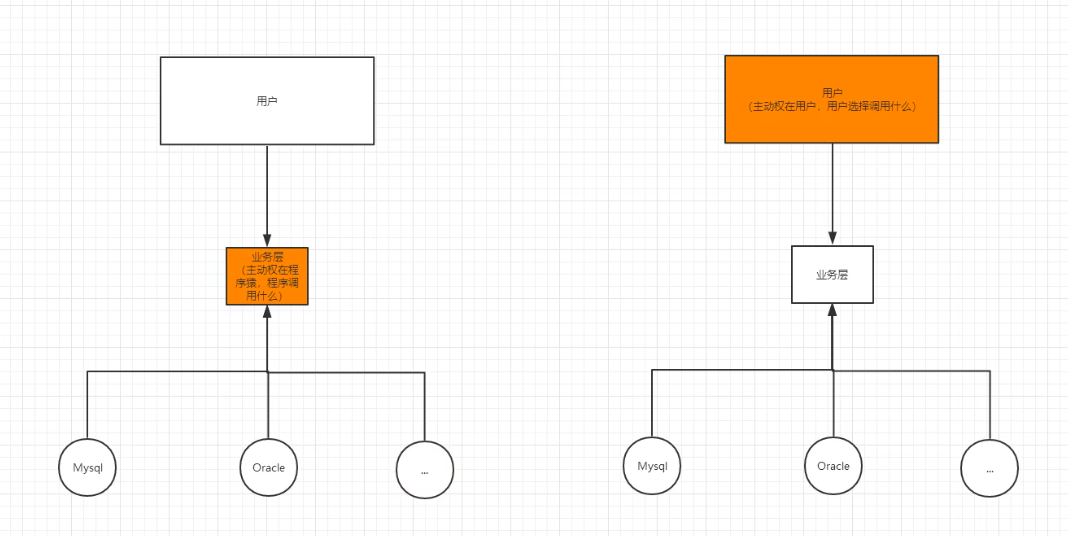 用户
业务层
（主动权在程
序猿，程序调
用什么）
Mysql
Oracle
...
用户
（主动权在用户，用户选择调用什么）
业务层
Mysql
Oracle
...